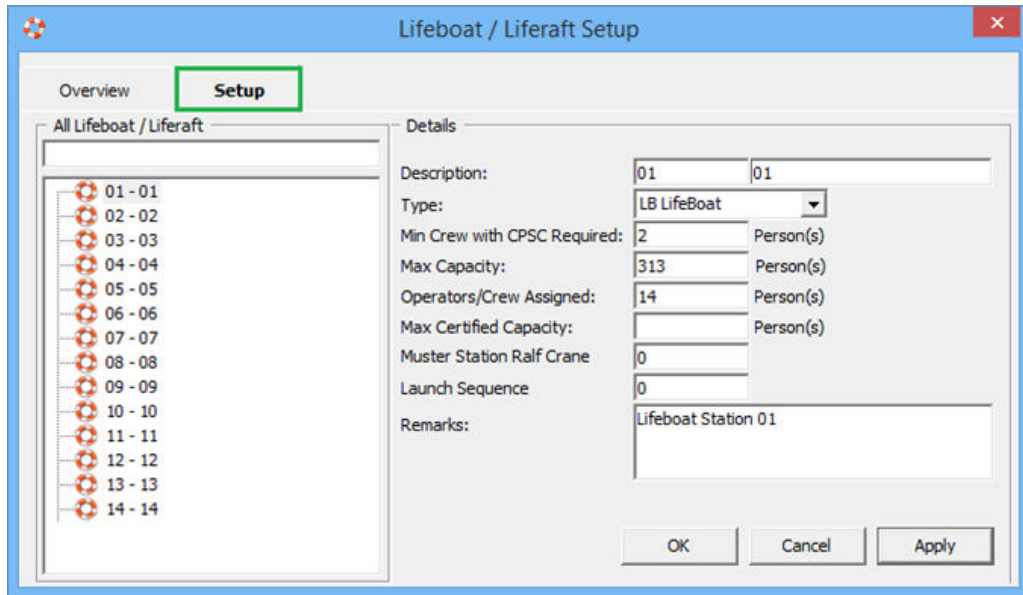 Lifeboat / Liferaft Setup
Overview Setup
All Lifeboat / Liferaft
01 - 01
02 - 02
03 - 03
04 - 04
05 - 05
06 - 06
07 - 07
08 - 08
09 - 09
10 - 10
11 - 11
12 - 12
13 - 13
14 - 14
Details
Description: 01 01
Type: LB LifeBoat
Min Crew with CPSC Required: 2 Person(s)
Max Capacity: 313 Person(s)
Operators/Crew Assigned: 14 Person(s)
Max Certified Capacity: Person(s)
Muster Station Ralf Crane 0
Launch Sequence 0
Remarks: Lifeboat Station 01
OK Cancel Apply